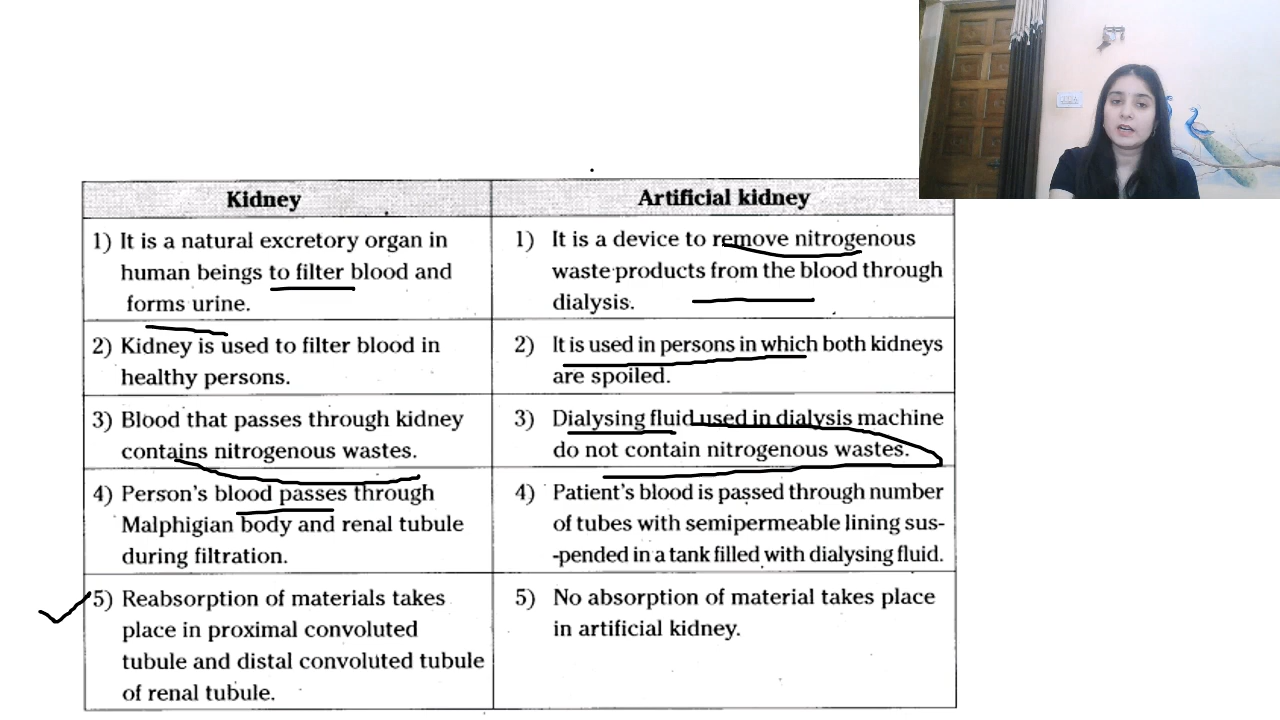 Kidney
Artificial kidney
1) It is a natural excretory organ in
human beings to filter blood and
forms urine.
1) It is a device to remove nitrogenous
waste products from the blood through
dialysis.
2) Kidney is used to filter blood in
healthy persons.
2) It is used in persons in which both kidneys
are spoiled.
3) Blood that passes through kidney
contains nitrogenous wastes.
3) Dialysing fluid used in dialysis machine
do not contain nitrogenous wastes.
4) Person's blood passes through
Malphigian body and renal tubule
during filtration.
4) Patient's blood is passed through number
of tubes with semipermeable lining sus-
-pended in a tank filled with dialysing fluid.
5) Reabsorption of materials takes
place in proximal convoluted
tubule and distal convoluted tubule
of renal tubule.
5) No absorption of material takes place
in artificial kidney.